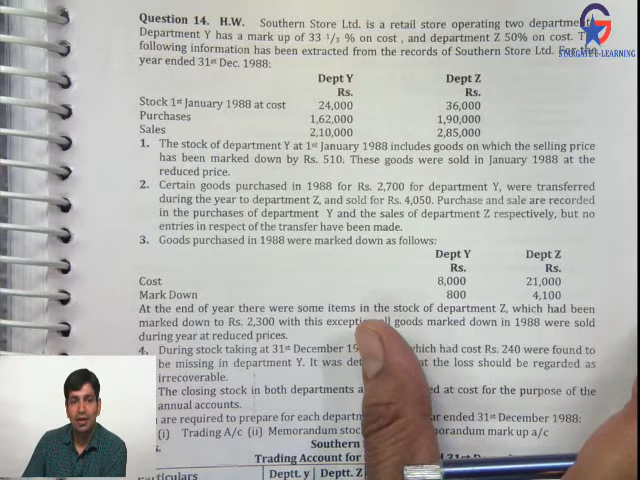 Question 14. H.W. Southern Store Ltd. is a retail store operating two department
Department Y has a mark up of 33 1/3 % on cost , and department Z 50% on cost. T
following information has been extracted from the records of Southern Store Ltd. For the
year ended 31st Dec. 1988:
STARGATE E-LEARNING
Dept Y Dept Z
Rs. Rs.
Stock 1st January 1988 at cost 24,000 36,000
Purchases 1,62,000 1,90,000
Sales 2,10,000 2,85,000
1. The stock of department Y at 1st January 1988 includes goods on which the selling price
has been marked down by Rs. 510. These goods were sold in January 1988 at the
reduced price.
2. Certain goods purchased in 1988 for Rs. 2,700 for department Y, were transferred
during the year to department Z, and sold for Rs. 4,050. Purchase and sale are recorded
in the purchases of department Y and the sales of department Z respectively, but no
entries in respect of the transfer have been made.
3. Goods purchased in 1988 were marked down as follows:
Dept Y Dept Z
Rs. Rs.
Cost 8,000 21,000
Mark Down 800 4,100
At the end of year there were some items in the stock of department Z, which had been
marked down to Rs. 2,300 with this goods marked down in 1988 were sold
during year at reduced prices.
4. During stock taking at 31st December which had cost Rs. 240 were found to
be missing in department Y. It was at the loss should be regarded as
irrecoverable.
The closing stock in both departments a at cost for the purpose of the
annual accounts.
are required to prepare for each year ended 31st December 1988:
(i) Trading A/c (ii) Memorandum mark up a/c
Southern
Trading Account for
Particulars Deptt. y Deptt. Z